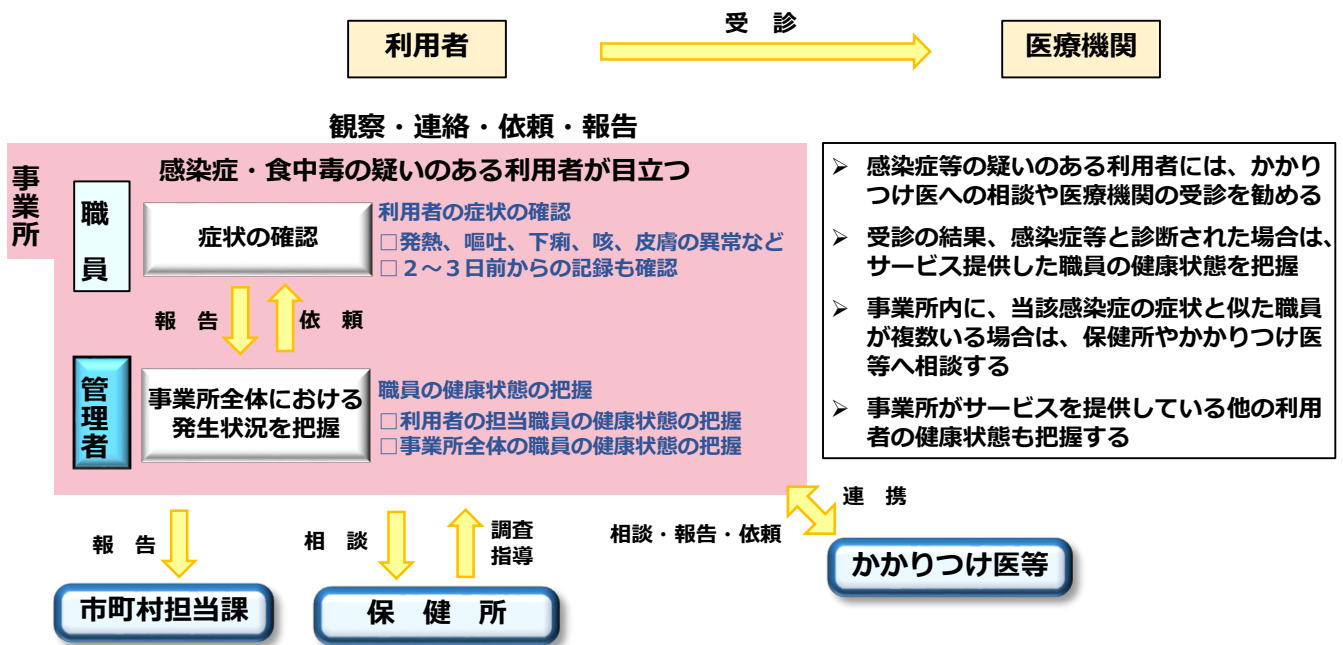 受 診
利用者
医療機関
観察・連絡・依頼・報告
事業所
感染症・食中毒の疑いのある利用者が目立つ
職員
症状の確認
利用者の症状の確認
□発熱、嘔吐、下痢、咳、皮膚の異常など
□２～３日前からの記録も確認
報 告
依 頼
管理者
事業所全体における
発生状況を把握
職員の健康状態の把握
□利用者の担当職員の健康状態の把握
□事業所全体の職員の健康状態の把握
➢ 感染症等の疑いのある利用者には、かかり
つけ医への相談や医療機関の受診を勧める
➢ 受診の結果、感染症等と診断された場合は、
サービス提供した職員の健康状態を把握
➢ 事業所内に、当該感染症の症状と似た職員
が複数いる場合は、保健所やかかりつけ医
等へ相談する
➢ 事業所がサービスを提供している他の利用
者の健康状態も把握する
報 告
相 談
調査
指導
相談・報告・依頼
連 携
市町村担当課
保 健 所
かかりつけ医等